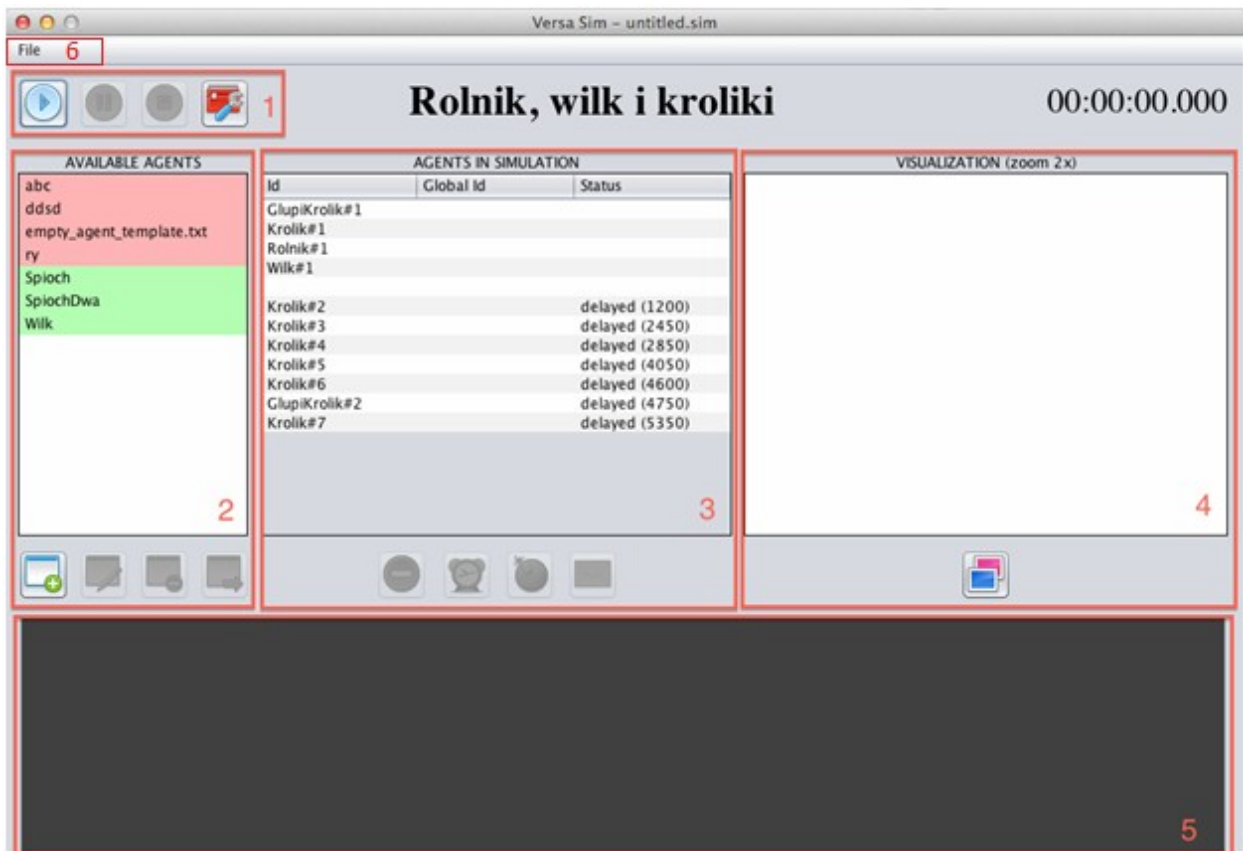 Versa Sim – untitled.sim
File 6
1
Rolnik, wilk i kroliki
00:00:00.000
AVAILABLE AGENTS
abc
ddsd
empty_agent_template.txt
ry
Spioch
SpiochDwa
Wilk
2
AGENTS IN SIMULATION
Id Global Id Status
GlupiKrolik#1
Krolik#1
Rolnik#1
Wilk#1
Krolik#2 delayed (1200)
Krolik#3 delayed (2450)
Krolik#4 delayed (2850)
Krolik#5 delayed (4050)
Krolik#6 delayed (4600)
GlupiKrolik#2 delayed (4750)
Krolik#7 delayed (5350)
3
VISUALIZATION (zoom 2x)
4
5